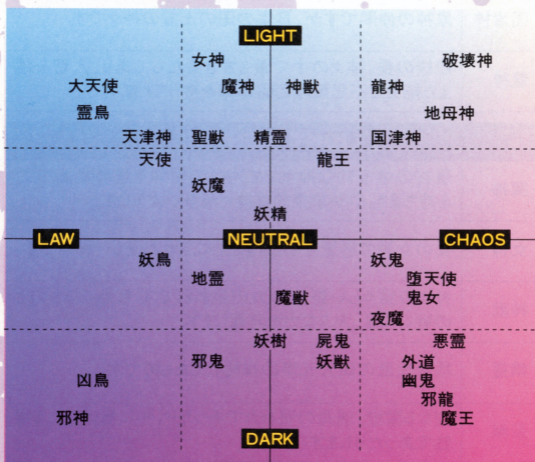 LIGHT
女神 破壊神
大天使 魔神 神獣 龍神
霊鳥 地母神
天津神 聖獣 精霊 国津神
天使 龍王
妖魔
妖精
LAW NEUTRAL CHAOS
妖鳥 妖鬼
地霊 堕天使
魔獣 鬼女
夜魔
妖樹 屍鬼 悪霊
邪鬼 妖獣 外道
凶鳥 幽鬼
邪龍
邪神 魔王
DARK